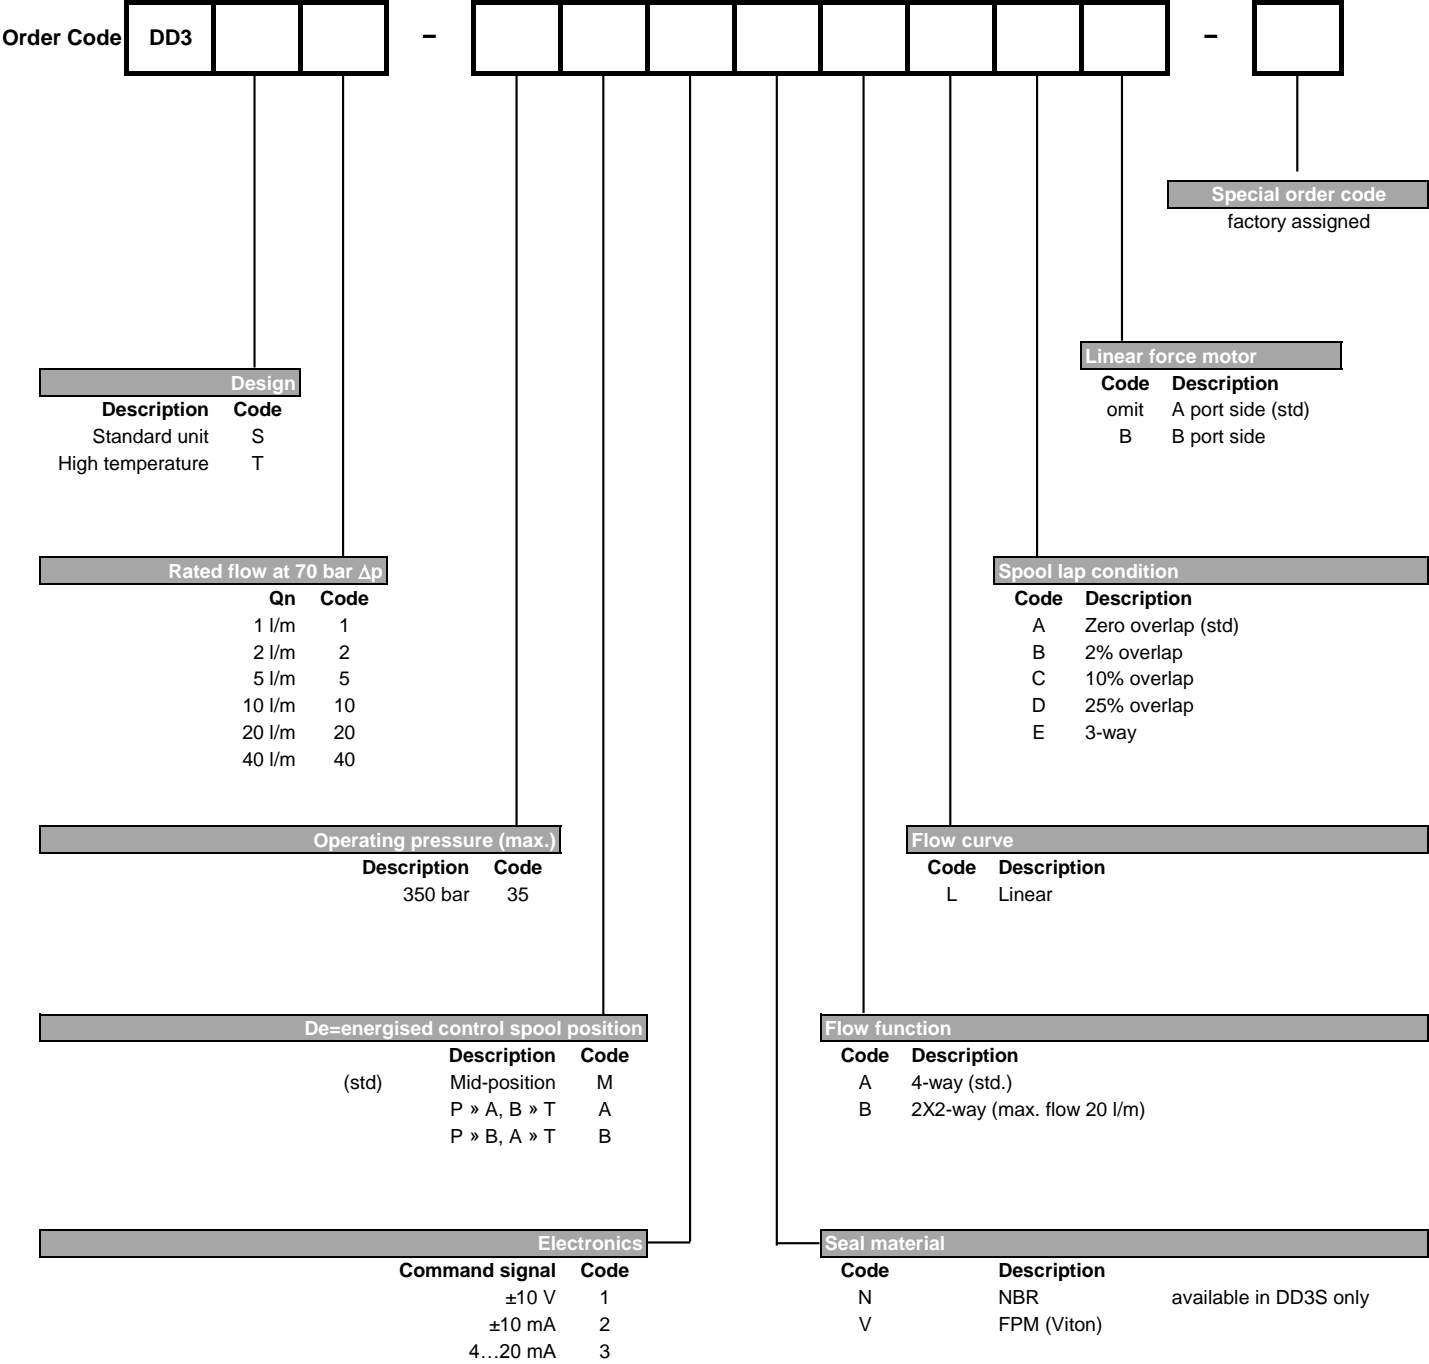 Order Code DD3 – –
Special order code
factory assigned
Linear force motor
Code Description
omit A port side (std)
B B port side
Design
Description Code
Standard unit S
High temperature T
Rated flow at 70 bar Δp
Qn Code
1 l/m 1
2 l/m 2
5 l/m 5
10 l/m 10
20 l/m 20
40 l/m 40
Spool lap condition
Code Description
A Zero overlap (std)
B 2% overlap
C 10% overlap
D 25% overlap
E 3-way
Operating pressure (max.)
Description Code
350 bar 35
Flow curve
Code Description
L Linear
De=energised control spool position
Description Code
(std) Mid-position M
P » A, B » T A
P » B, A » T B
Flow function
Code Description
A 4-way (std.)
B 2X2-way (max. flow 20 l/m)
Electronics
Command signal Code
±10 V 1
±10 mA 2
4…20 mA 3
Seal material
Code Description
N NBR available in DD3S only
V FPM (Viton)